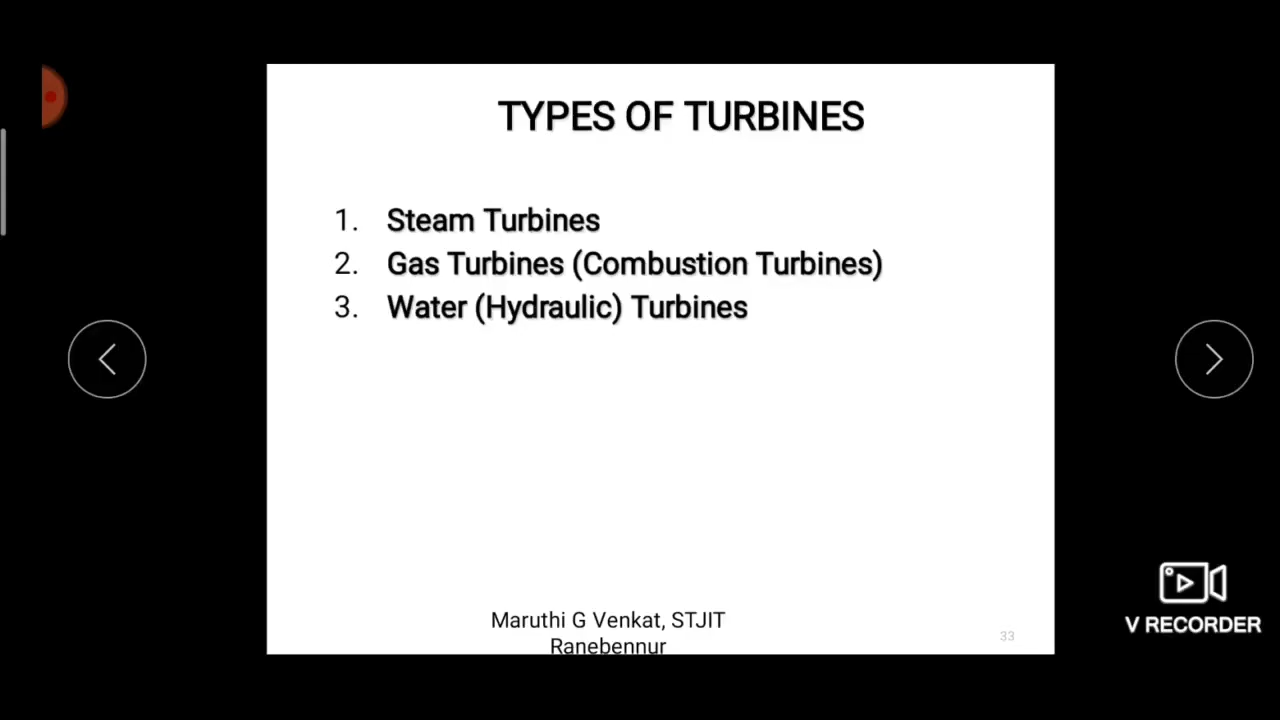 TYPES OF TURBINES
1. Steam Turbines
2. Gas Turbines (Combustion Turbines)
3. Water (Hydraulic) Turbines
Maruthi G Venkat, STJIT
Ranebennur
33
V RECORDER